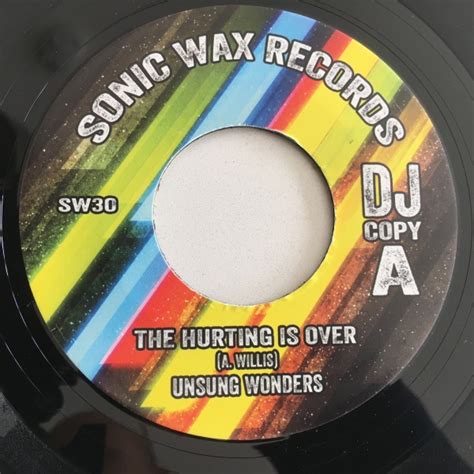 SONIC WAX RECORDS
SW30
DJ
COPY
A
THE HURTING IS OVER
(A. WILLIS)
UNSUNG WONDERS